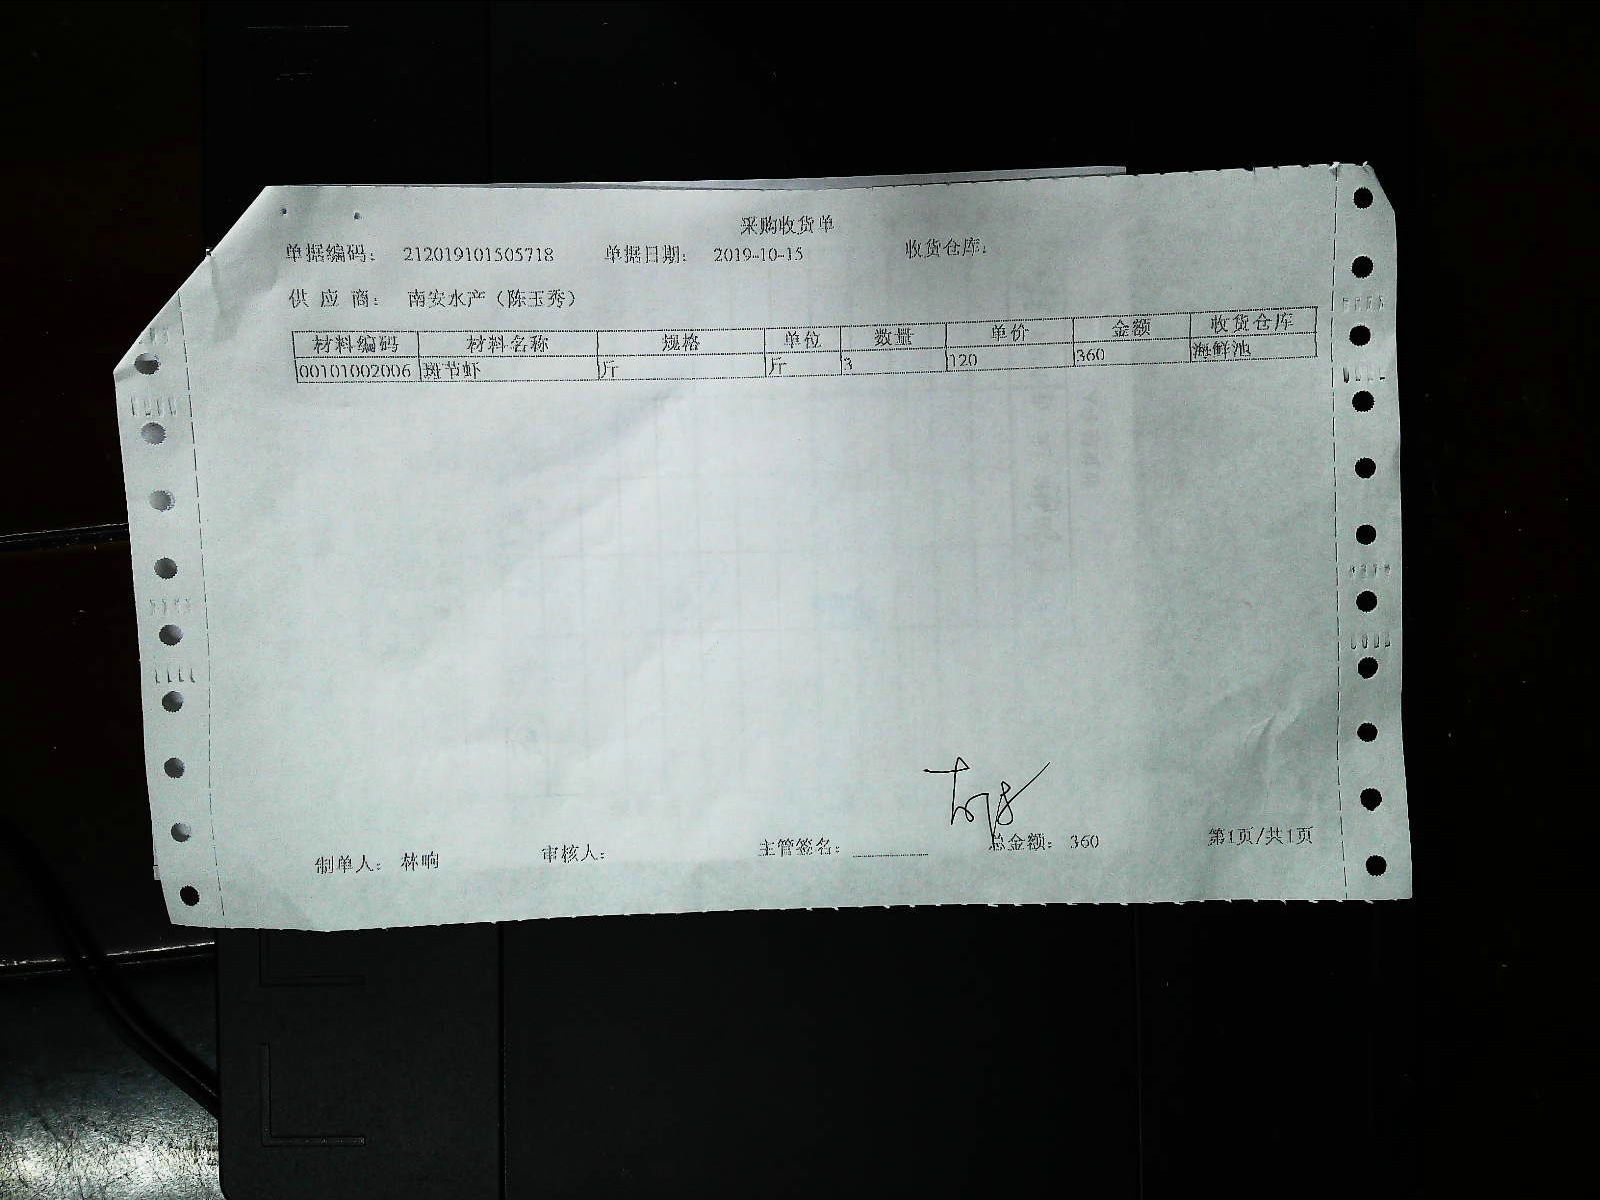 采购收货单
单据编码： 212019101505718 单据日期： 2019-10-15 收货仓库：
供 应 商： 南安水产（陈玉秀）
材料编码 材料名称 规格 单位 数量 单价 金额 收货仓库
00101002006 斑节虾 斤 斤 3 120 360 海鲜池
制单人： 林响 审核人： 主管签名： 总金额： 360 第1页/共1页